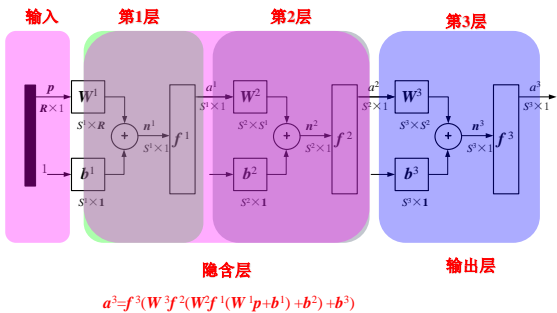 输入 第1层 第2层 第3层
p a¹ a² a³
R×1 W¹ S¹×1 W² S²×1 W³ S³×1
S¹×R n¹ f¹ S²×S¹ n² f² S³×S² n³ f³
+ + +
S¹×1 S²×1 S³×1
1 b¹ b² b³
S¹×1 S²×1 S³×1
隐含层 输出层
a³=f³(W³f²(W²f¹(W¹p+b¹)+b²)+b³)